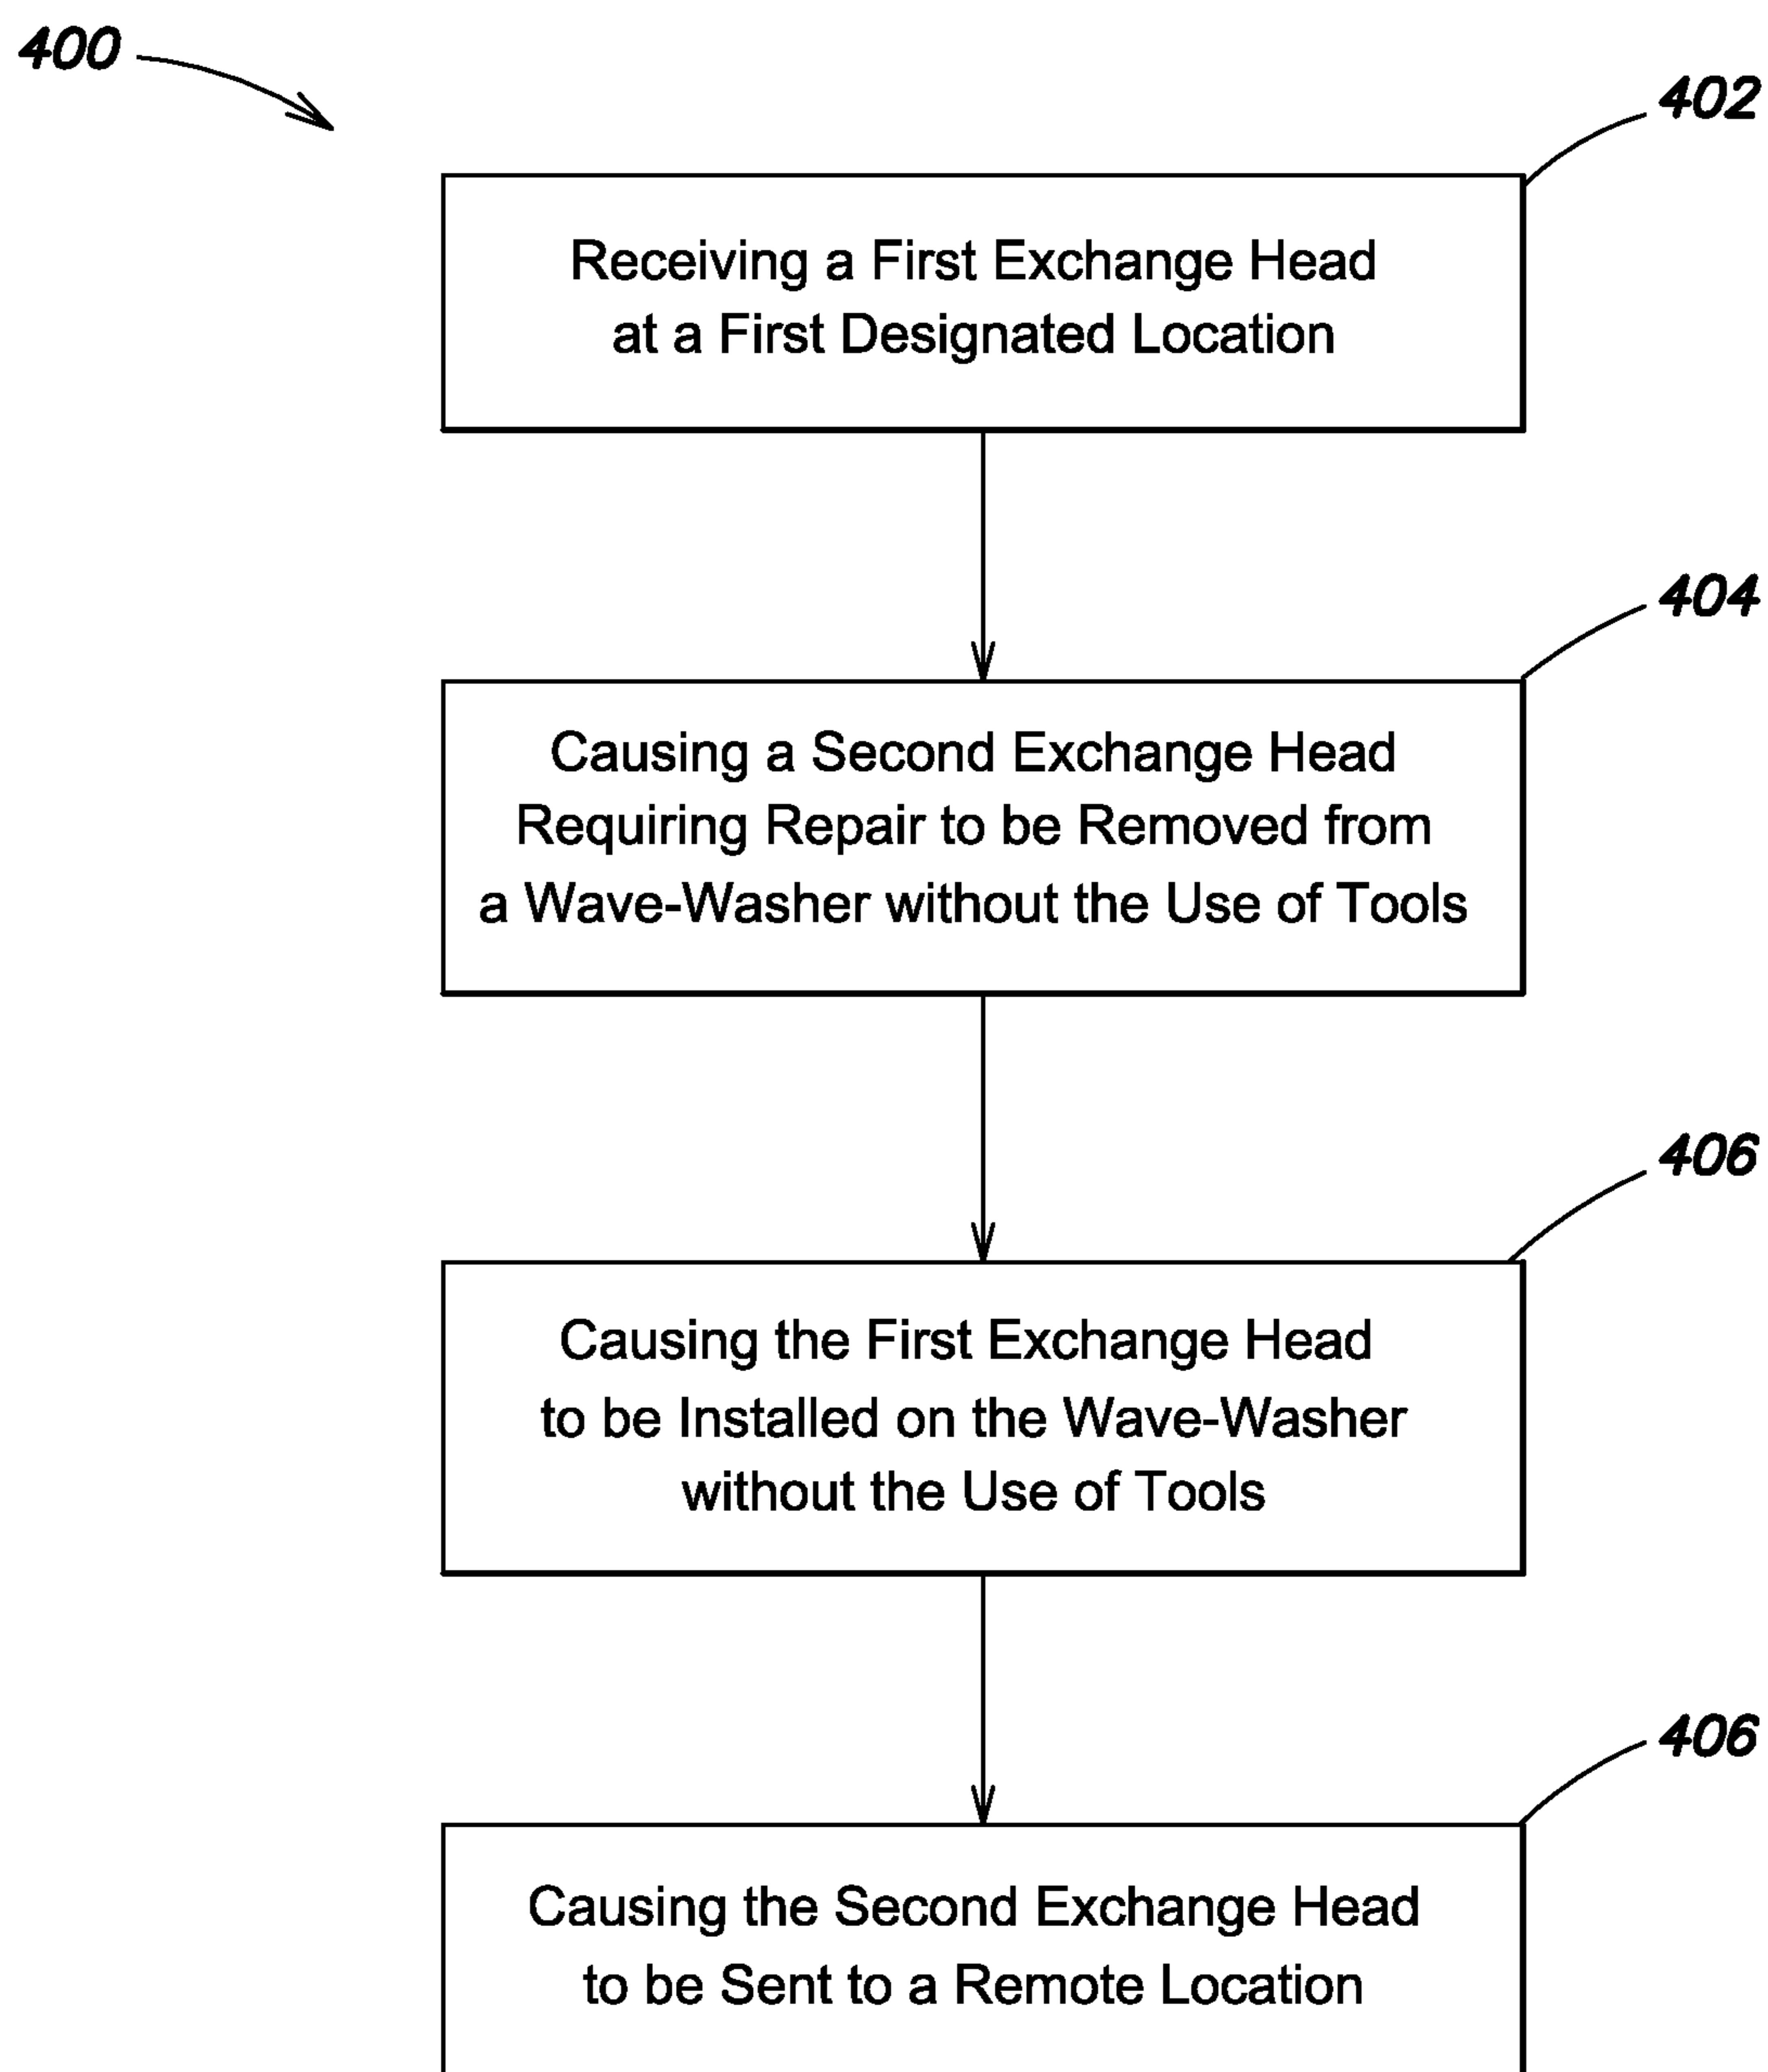 400
402
Receiving a First Exchange Head
at a First Designated Location
404
Causing a Second Exchange Head
Requiring Repair to be Removed from
a Wave-Washer without the Use of Tools
406
Causing the First Exchange Head
to be Installed on the Wave-Washer
without the Use of Tools
406
Causing the Second Exchange Head
to be Sent to a Remote Location